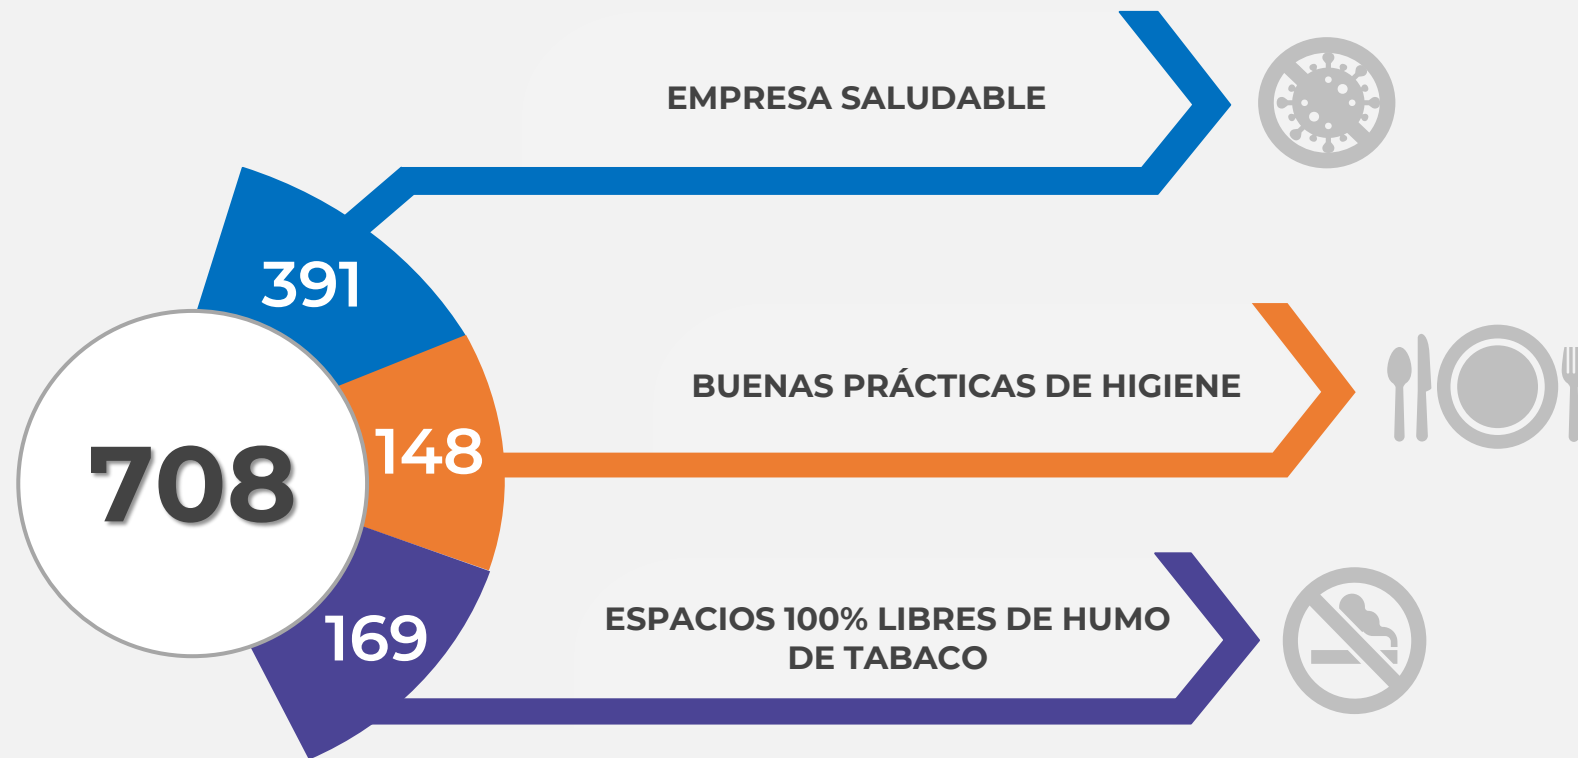 EMPRESA SALUDABLE
391
BUENAS PRÁCTICAS DE HIGIENE
148
708
ESPACIOS 100% LIBRES DE HUMO
DE TABACO
169